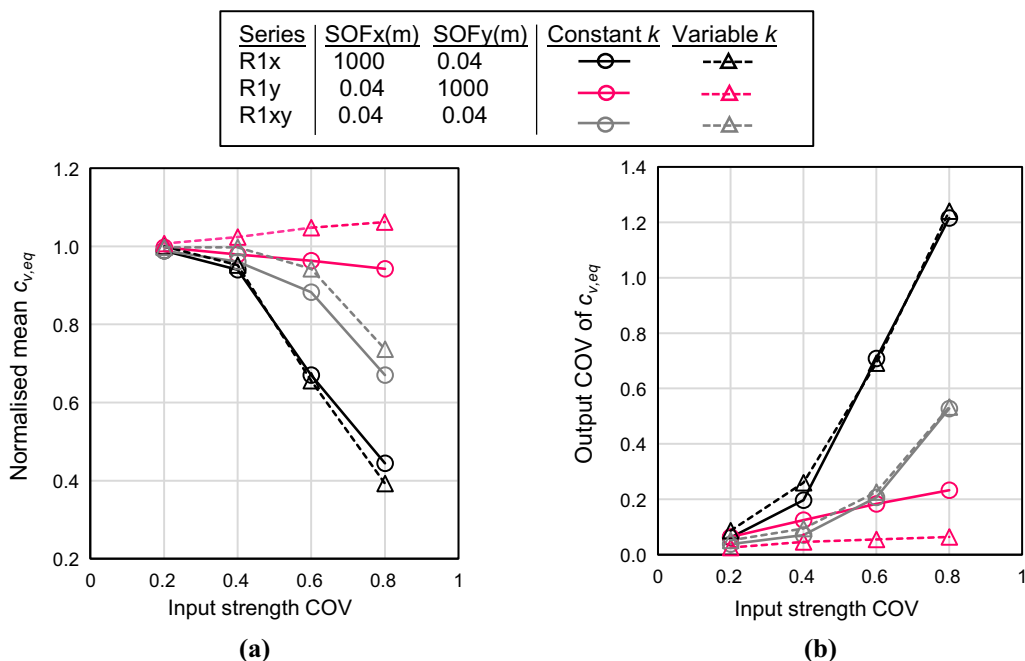 Series SOFx(m) SOFy(m) Constant k Variable k
R1x 1000 0.04
R1y 0.04 1000
R1xy 0.04 0.04
1.2
1.0
0.8
0.6
0.4
0.2
Normalised mean c_{v,eq}
0 0.2 0.4 0.6 0.8 1
Input strength COV
(a)
1.4
1.2
1.0
0.8
0.6
0.4
0.2
0.0
Output COV of c_{v,eq}
0 0.2 0.4 0.6 0.8 1
Input strength COV
(b)